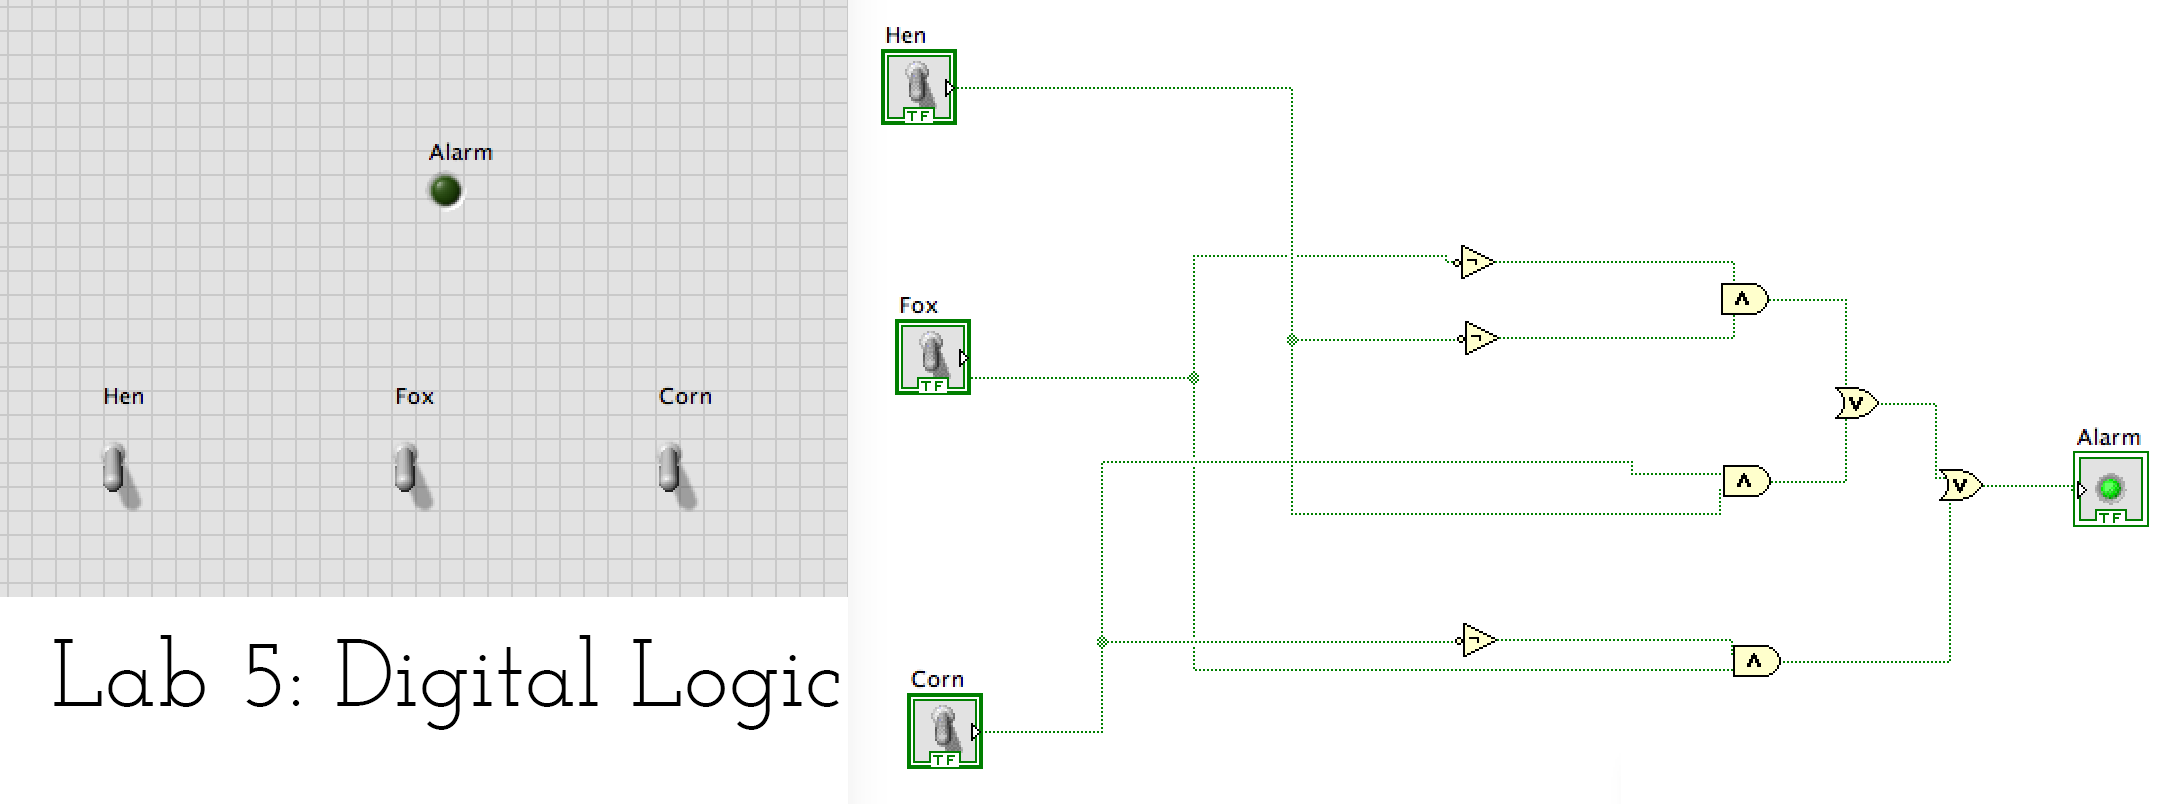 Alarm
Hen
Fox
Corn
Lab 5: Digital Logic
Hen
TF
Fox
TF
Corn
TF
Alarm
TF